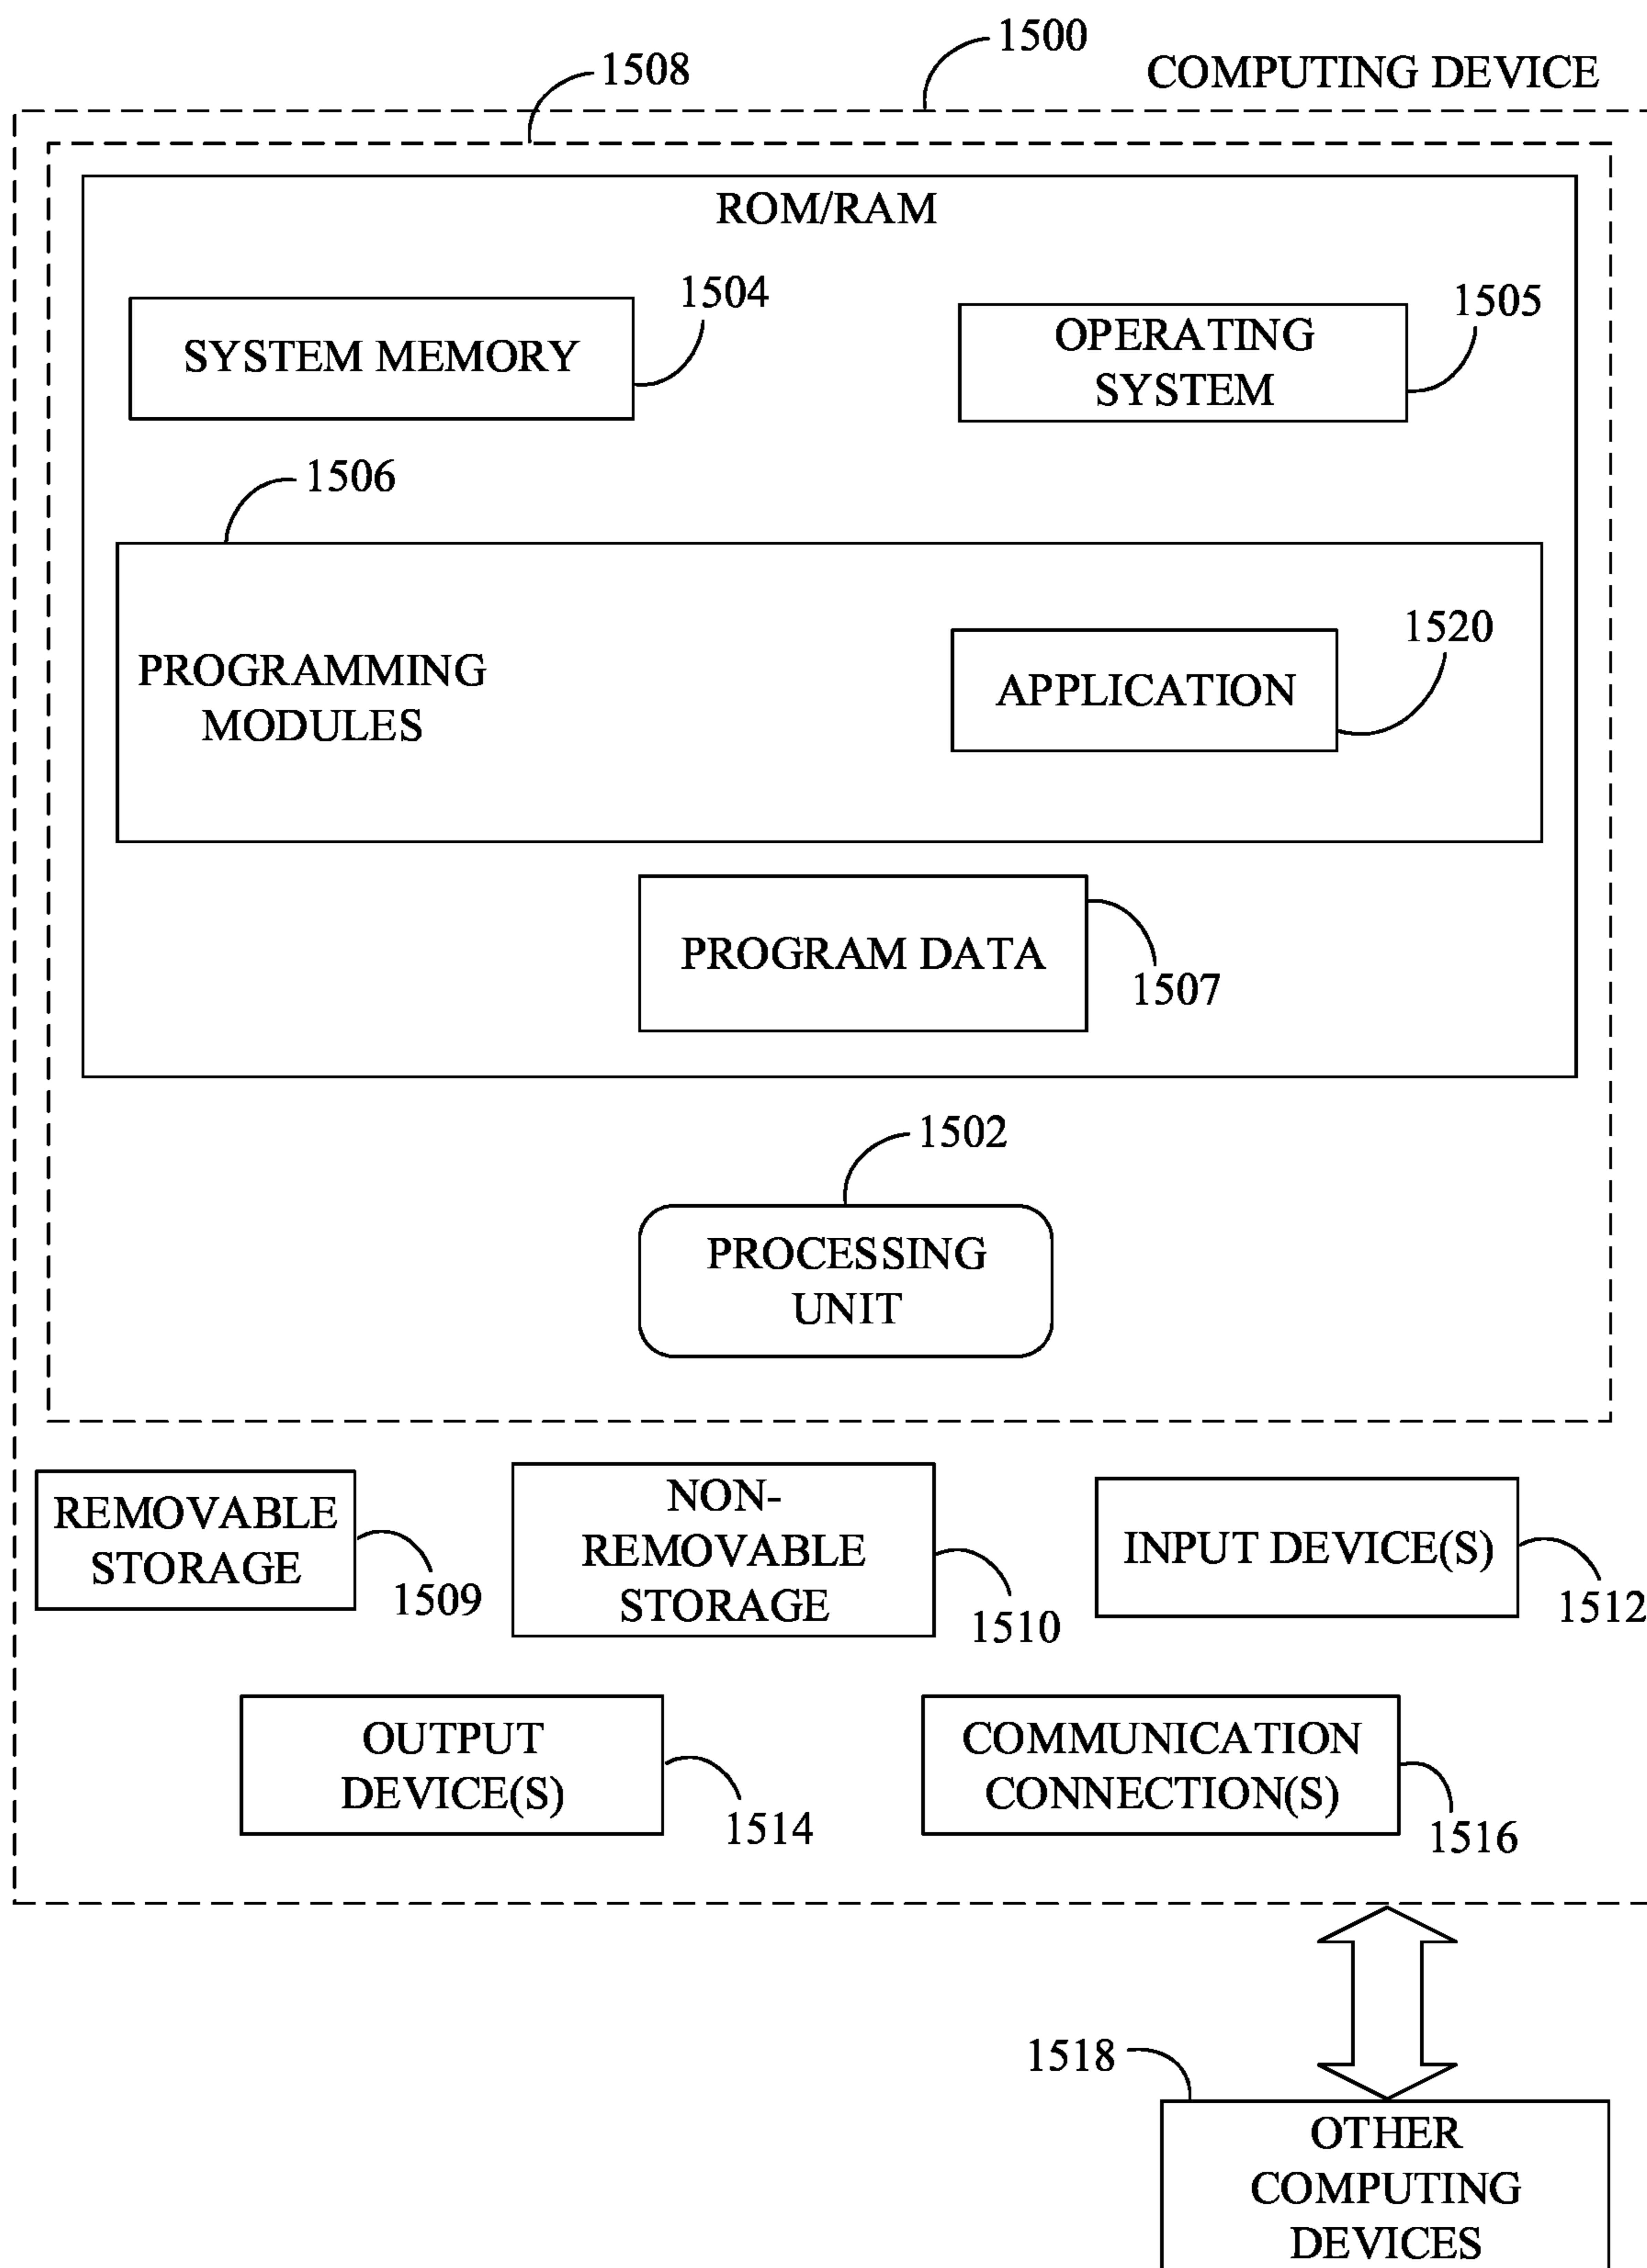 1500
COMPUTING DEVICE
1508
ROM/RAM
1504
SYSTEM MEMORY
1505
OPERATING
SYSTEM
1506
PROGRAMMING
MODULES
1520
APPLICATION
PROGRAM DATA
1507
1502
PROCESSING
UNIT
REMOVABLE
STORAGE
1509
NON-
REMOVABLE
STORAGE
1510
INPUT DEVICE(S)
1512
OUTPUT
DEVICE(S)
1514
COMMUNICATION
CONNECTION(S)
1516
1518
OTHER
COMPUTING
DEVICES